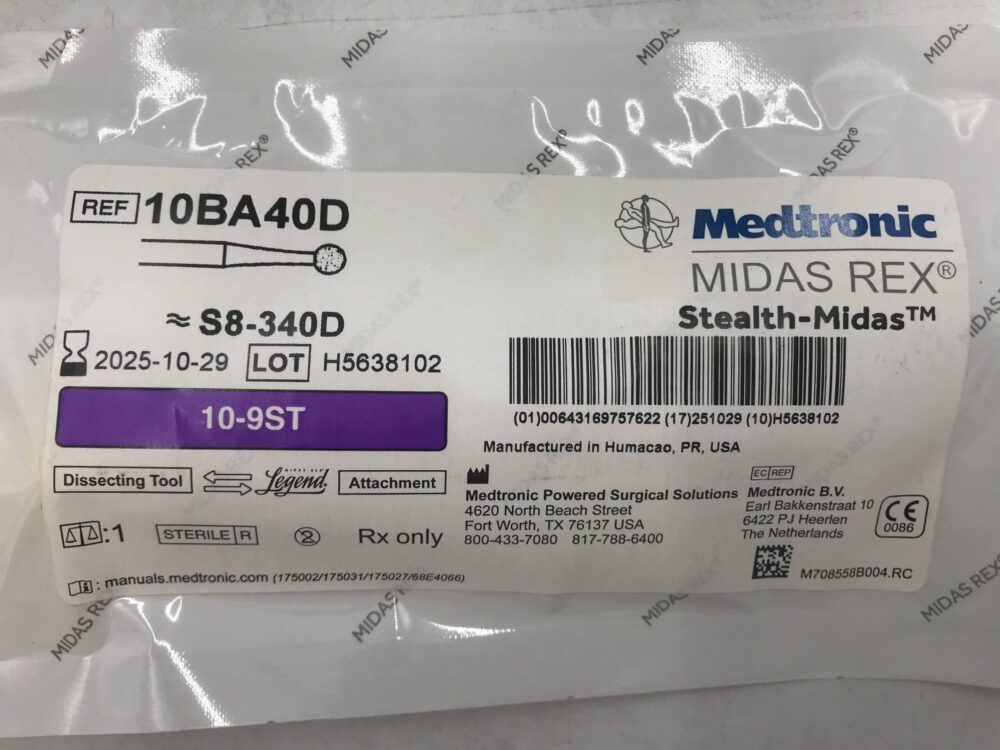 MIDAS
MIDAS
MIDAS
MIDAS
MIDAS REX®
MIDAS REX®
REF 10BA40D
Medtronic
MIDAS REX®
≈ S8-340D
Stealth-Midas™
2025-10-29 LOT H5638102
10-9ST
(01)00643169757622 (17)251029 (10)H5638102
Manufactured in Humacao, PR, USA
Dissecting Tool
MIDAS REX
Legend
Attachment
Medtronic Powered Surgical Solutions
4620 North Beach Street
Fort Worth, TX 76137 USA
800-433-7080 817-788-6400
EC REP
Medtronic B.V.
Earl Bakkenstraat 10
6422 PJ Heerlen
The Netherlands
CE
0086
:1
STERILE R
2
Rx only
: manuals.medtronic.com (175002/175031/175027/68E4066)
M708558B004.RC
MIDAS REX
MIDAS
MIDAS
MIDAS REX®